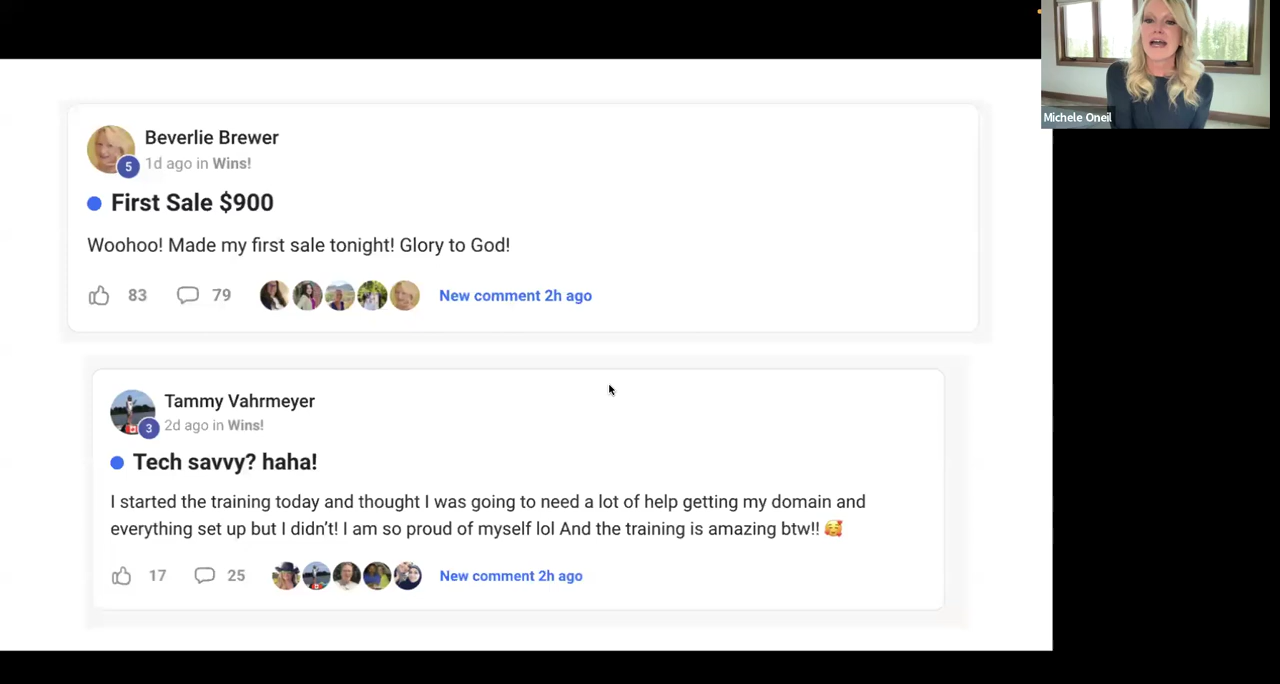 Michele Oneil
Beverlie Brewer
5
1d ago in Wins!
First Sale $900
Woohoo! Made my first sale tonight! Glory to God!
83 79 New comment 2h ago
Tammy Vahrmeyer
3
2d ago in Wins!
Tech savvy? haha!
I started the training today and thought I was going to need a lot of help getting my domain and
everything set up but I didn't! I am so proud of myself lol And the training is amazing btw!! 🥰
17 25 New comment 2h ago